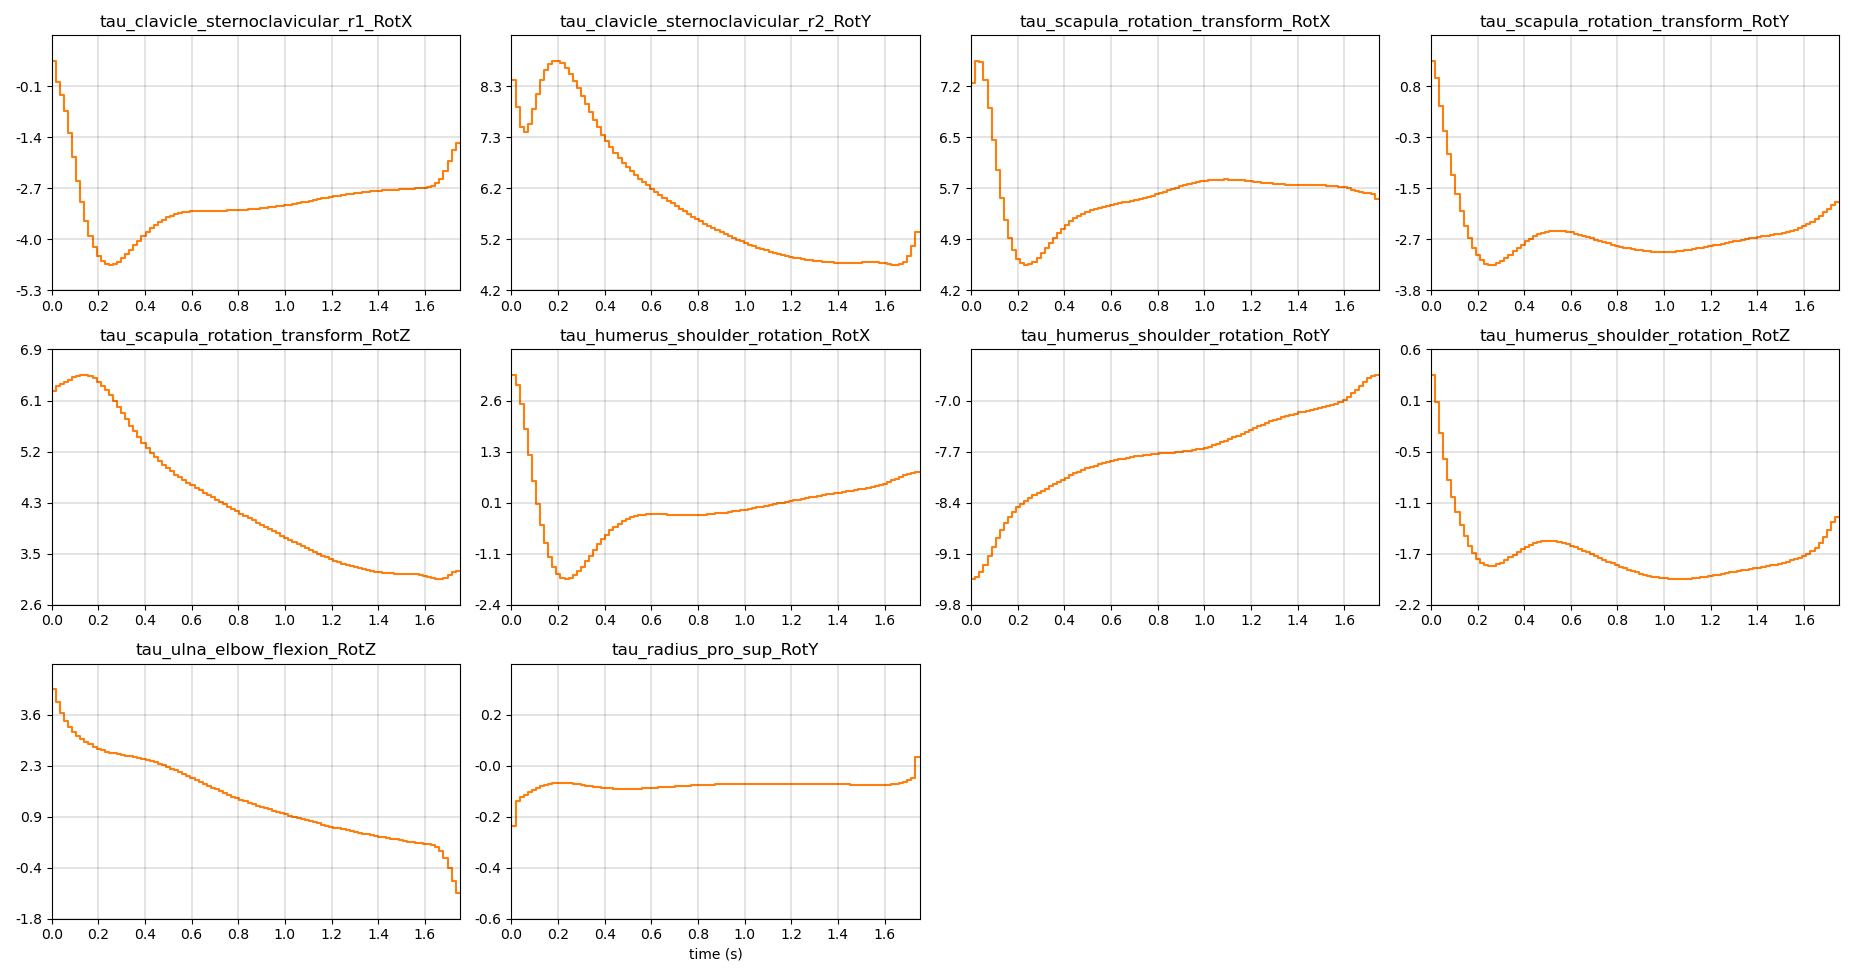 tau_clavicle_sternoclavicular_r1_RotX
tau_clavicle_sternoclavicular_r2_RotY
tau_scapula_rotation_transform_RotX
tau_scapula_rotation_transform_RotY
-0.1
-1.4
-2.7
-4.0
-5.3
0.0 0.2 0.4 0.6 0.8 1.0 1.2 1.4 1.6
8.3
7.3
6.2
5.2
4.2
0.0 0.2 0.4 0.6 0.8 1.0 1.2 1.4 1.6
7.2
6.5
5.7
4.9
4.2
0.0 0.2 0.4 0.6 0.8 1.0 1.2 1.4 1.6
0.8
-0.3
-1.5
-2.7
-3.8
0.0 0.2 0.4 0.6 0.8 1.0 1.2 1.4 1.6
tau_scapula_rotation_transform_RotZ
tau_humerus_shoulder_rotation_RotX
tau_humerus_shoulder_rotation_RotY
tau_humerus_shoulder_rotation_RotZ
6.9
6.1
5.2
4.3
3.5
2.6
0.0 0.2 0.4 0.6 0.8 1.0 1.2 1.4 1.6
2.6
1.3
0.1
-1.1
-2.4
0.0 0.2 0.4 0.6 0.8 1.0 1.2 1.4 1.6
-7.0
-7.7
-8.4
-9.1
-9.8
0.0 0.2 0.4 0.6 0.8 1.0 1.2 1.4 1.6
0.6
0.1
-0.5
-1.1
-1.7
-2.2
0.0 0.2 0.4 0.6 0.8 1.0 1.2 1.4 1.6
tau_ulna_elbow_flexion_RotZ
tau_radius_pro_sup_RotY
3.6
2.3
0.9
-0.4
-1.8
0.0 0.2 0.4 0.6 0.8 1.0 1.2 1.4 1.6
0.2
-0.0
-0.2
-0.4
-0.6
0.0 0.2 0.4 0.6 0.8 1.0 1.2 1.4 1.6
time (s)